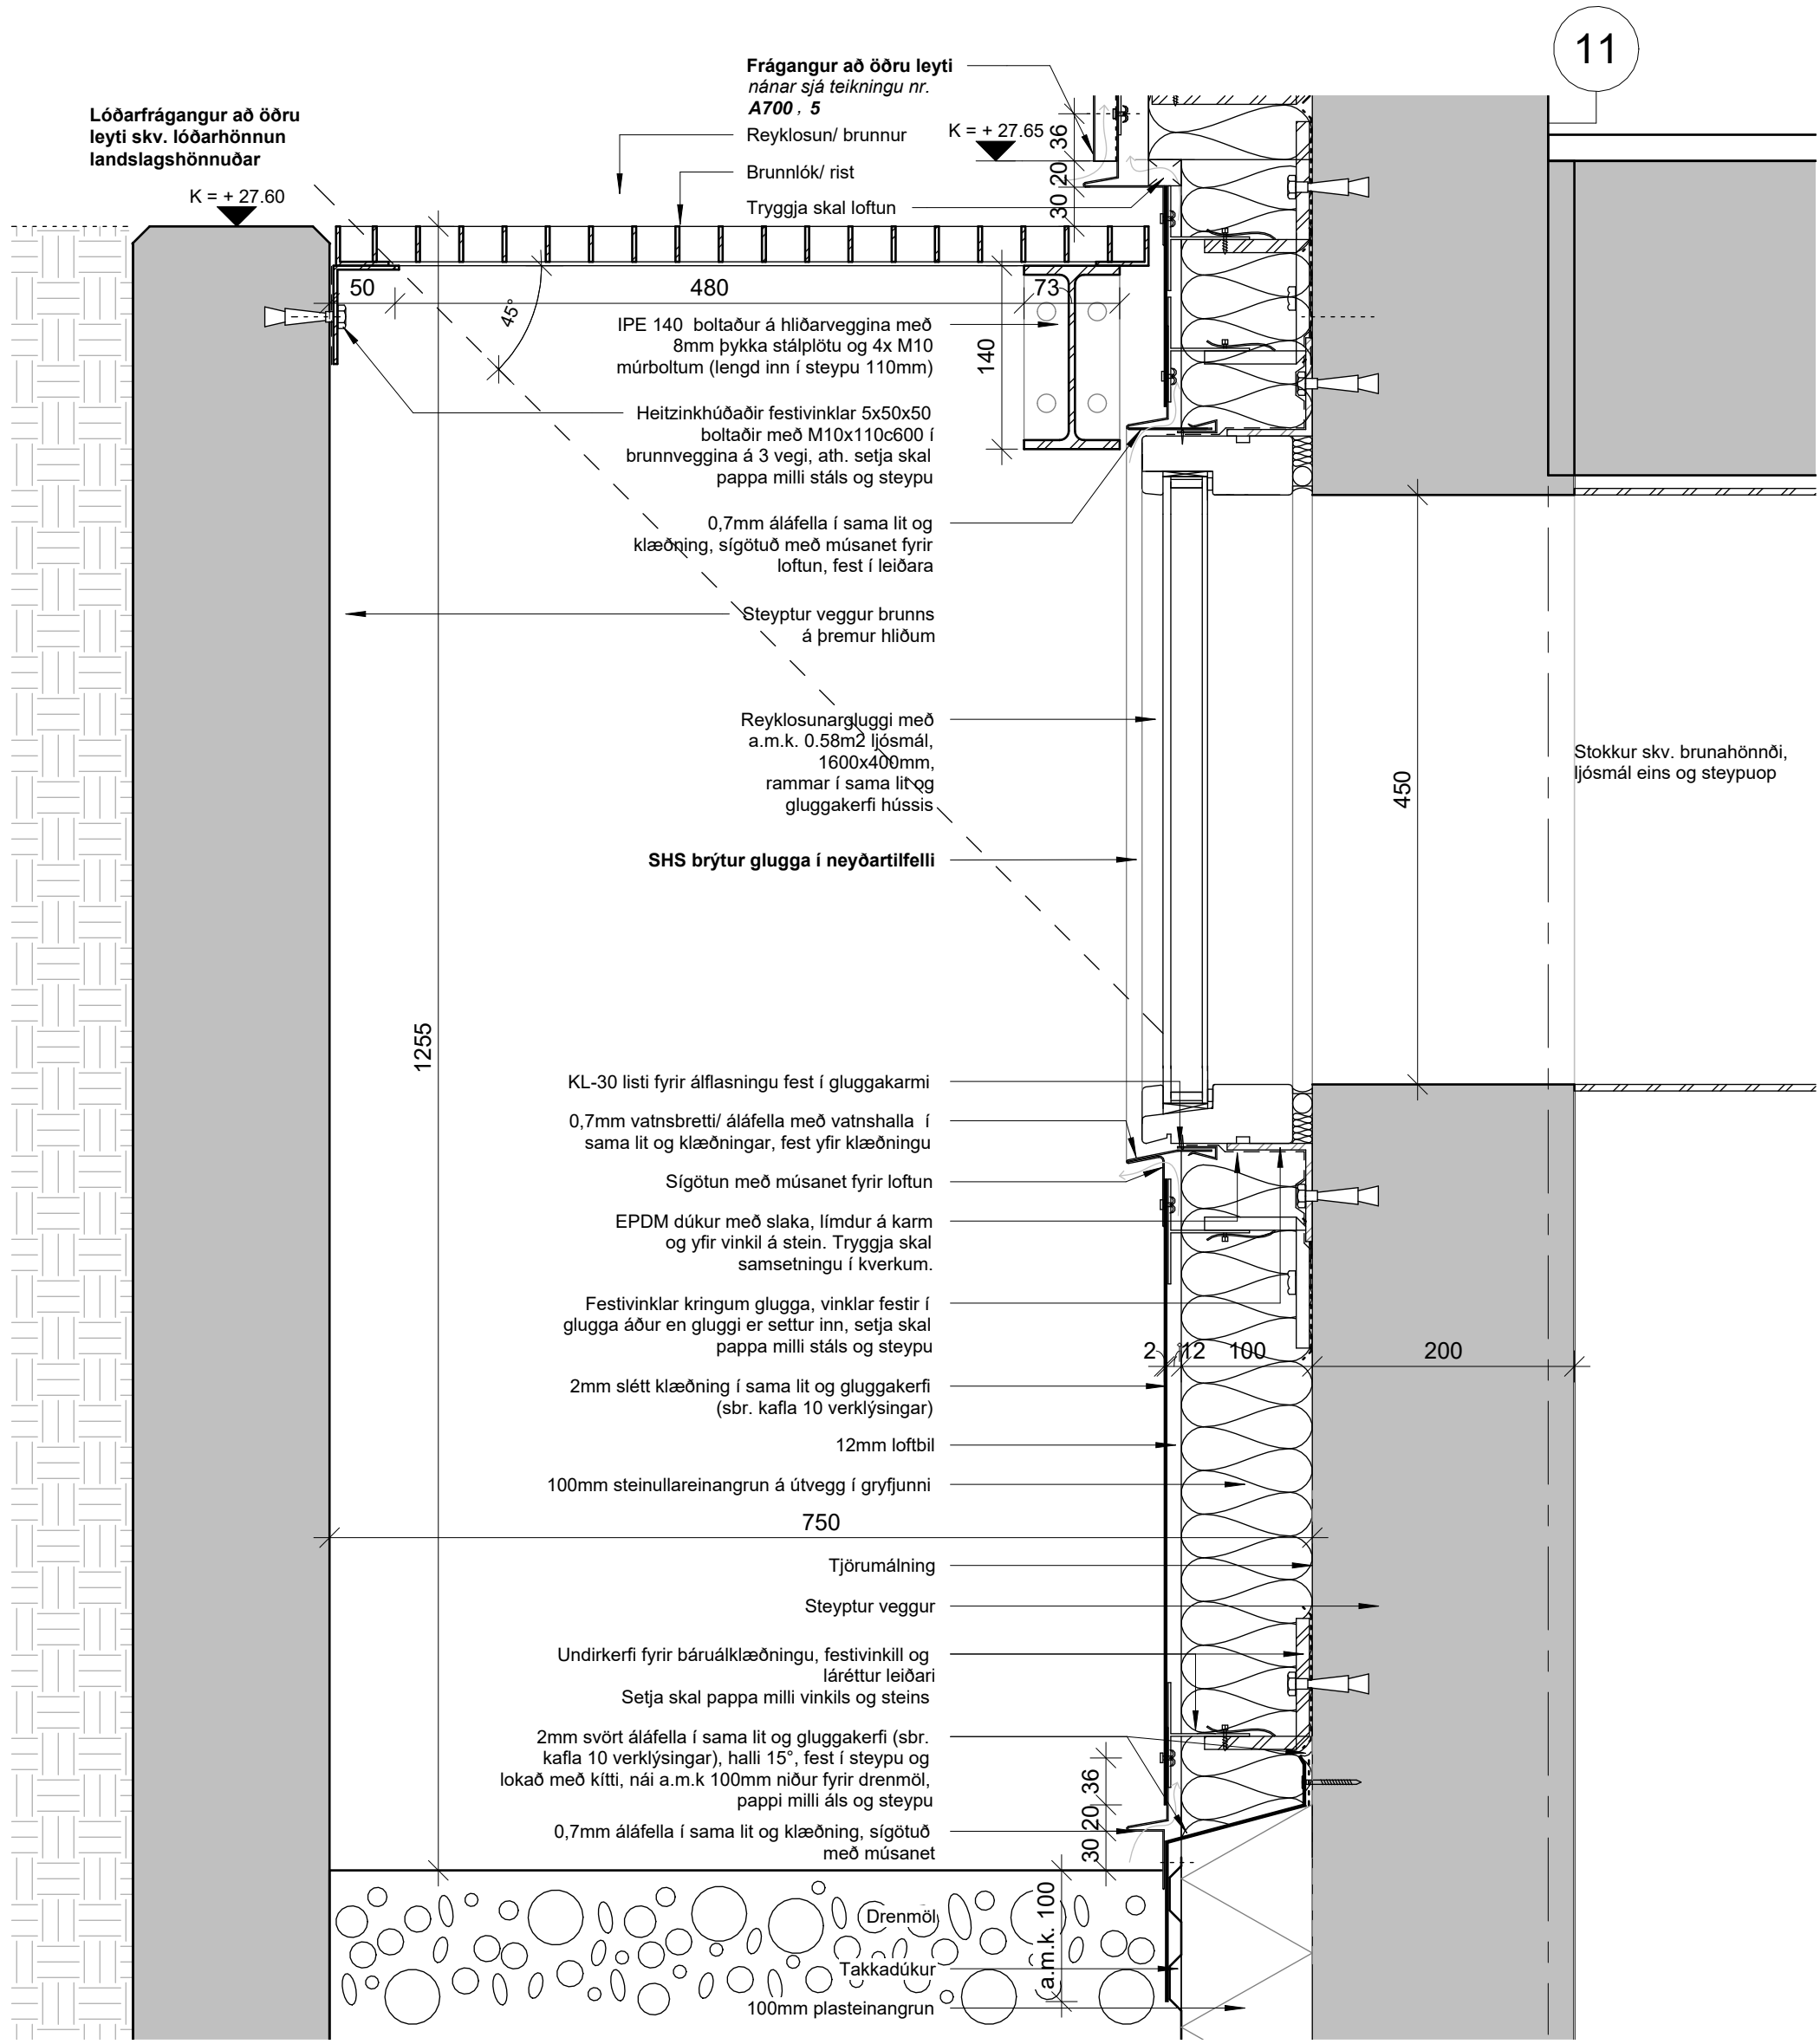 11
Frágangur að öðru leyti
nánar sjá teikningu nr.
A700 , 5
Lóðarfrágangur að öðru
leyti skv. lóðarhönnun
landslagshönnuðar
K = + 27.60
Reyklosun/ brunnur
K = + 27.65
Brunnlók/ rist
Tryggja skal loftun
36
20
30
50
480
73
45°
140
IPE 140 boltaður á hliðarveggina með
8mm þykka stálplötu og 4x M10
múrboltum (lengd inn í steypu 110mm)
Heitzinkhúðaðir festivinklar 5x50x50
boltaðir með M10x110c600 í
brunnveggina á 3 vegi, ath. setja skal
pappa milli stáls og steypu
0,7mm áláfella í sama lit og
klæðning, sígötuð með músanet fyrir
loftun, fest í leiðara
Steyptur veggur brunns
á þremur hliðum
Reyklosunargluggi með
a.m.k. 0.58m2 ljósmál,
1600x400mm,
rammar í sama lit og
gluggakerfi hússis
450
Stokkur skv. brunahönnði,
ljósmál eins og steypuop
SHS brýtur glugga í neyðartilfelli
1255
KL-30 listi fyrir álflasningu fest í gluggakarmi
0,7mm vatnsbretti/ áláfella með vatnshalla í
sama lit og klæðningar, fest yfir klæðningu
Sígötun með músanet fyrir loftun
EPDM dúkur með slaka, límdur á karm
og yfir vinkil á stein. Tryggja skal
samsetningu í kverkum.
Festivinklar kringum glugga, vinklar festir í
glugga áður en gluggi er settur inn, setja skal
pappa milli stáls og steypu
2
12
100
200
2mm slétt klæðning í sama lit og gluggakerfi
(sbr. kafla 10 verklýsingar)
12mm loftbil
100mm steinullareinangrun á útvegg í gryfjunni
750
Tjörumálning
Steyptur veggur
Undirkerfi fyrir báruálklæðningu, festivinkill og
láréttur leiðari
Setja skal pappa milli vinkils og steins
2mm svört áláfella í sama lit og gluggakerfi (sbr.
kafla 10 verklýsingar), halli 15°, fest í steypu og
lokað með kítti, nái a.m.k 100mm niður fyrir drenmöl,
pappi milli áls og steypu
0,7mm áláfella í sama lit og klæðning, sígötuð
með músanet
36
20
30
Drenmöl
a.m.k. 100
Takkadúkur
100mm plasteinangrun